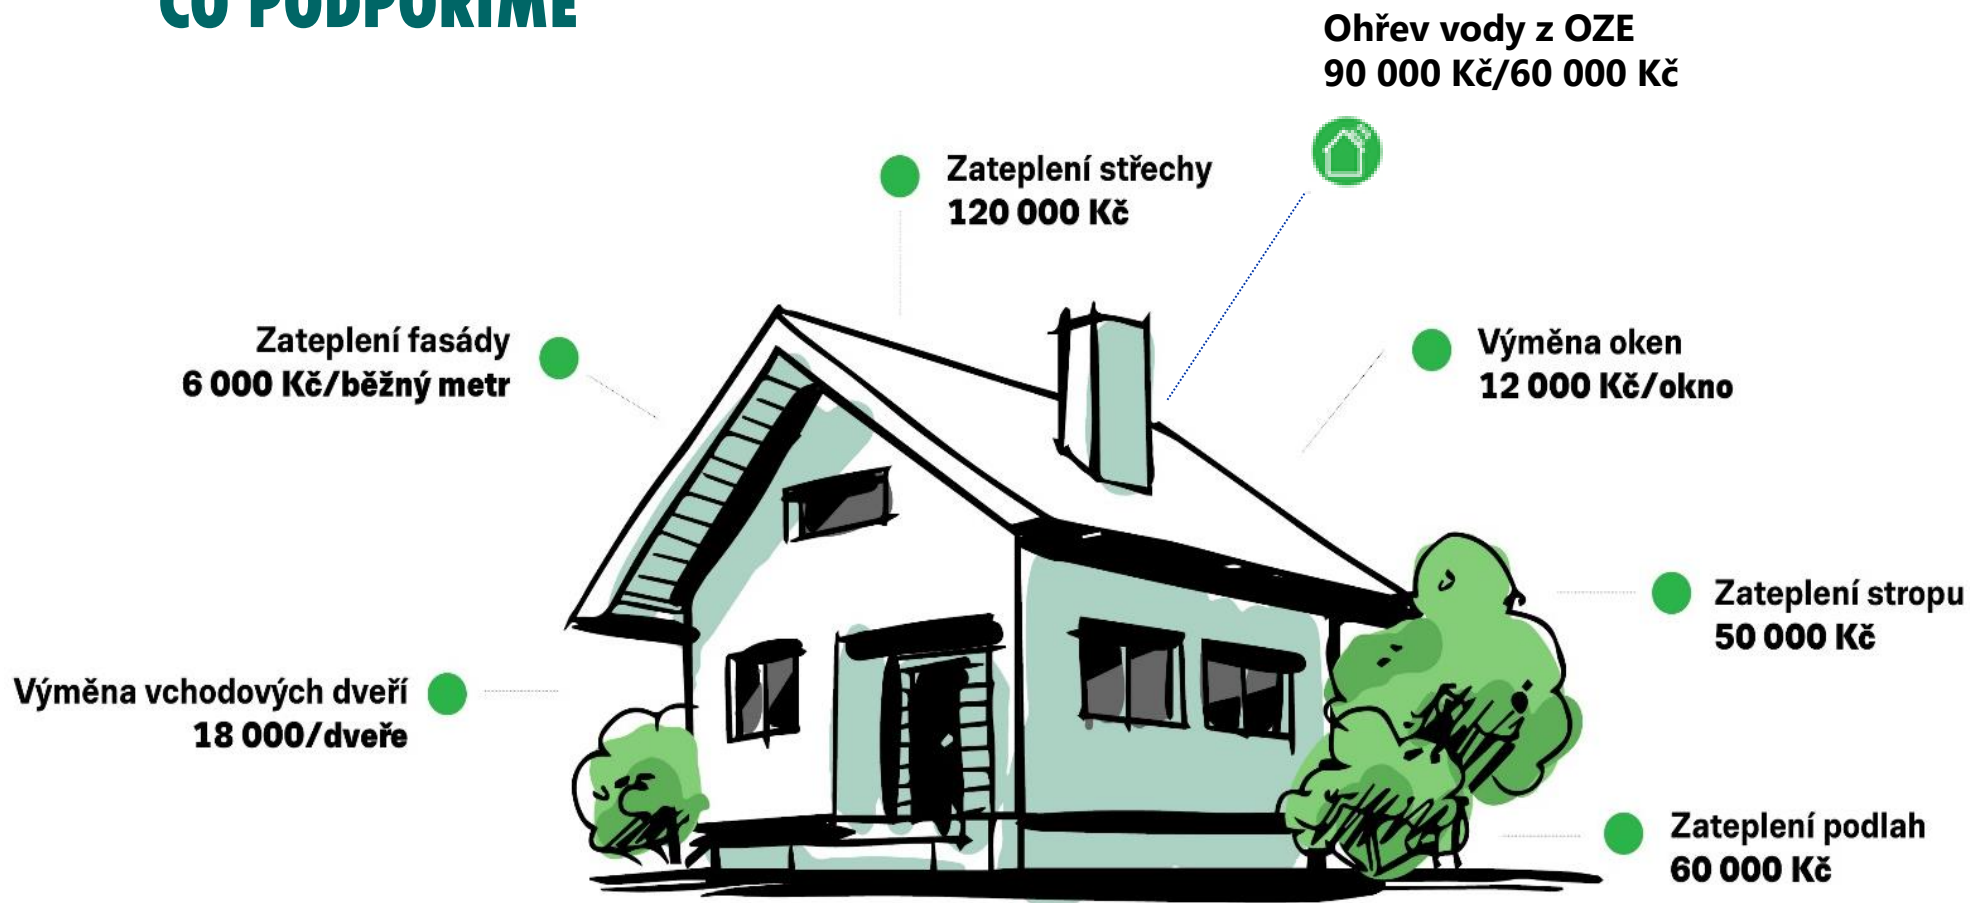 CO PODPOŘÍME
Ohřev vody z OZE
90 000 Kč/60 000 Kč
Zateplení střechy
120 000 Kč
Zateplení fasády
6 000 Kč/běžný metr
Výměna oken
12 000 Kč/okno
Zateplení stropu
50 000 Kč
Výměna vchodových dveří
18 000/dveře
Zateplení podlah
60 000 Kč